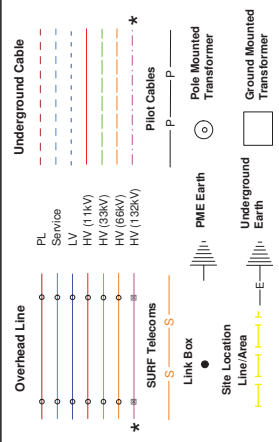 Overhead Line
Underground Cable
PL
Service
LV
HV (11kV)
HV (33kV)
HV (66kV)
HV (132kV)
*
*
SURF Telecoms
S
S
Pilot Cables
P
P
Link Box
PME Earth
Pole Mounted
Transformer
Site Location
Line/Area
Underground
Earth
E
Ground Mounted
Transformer